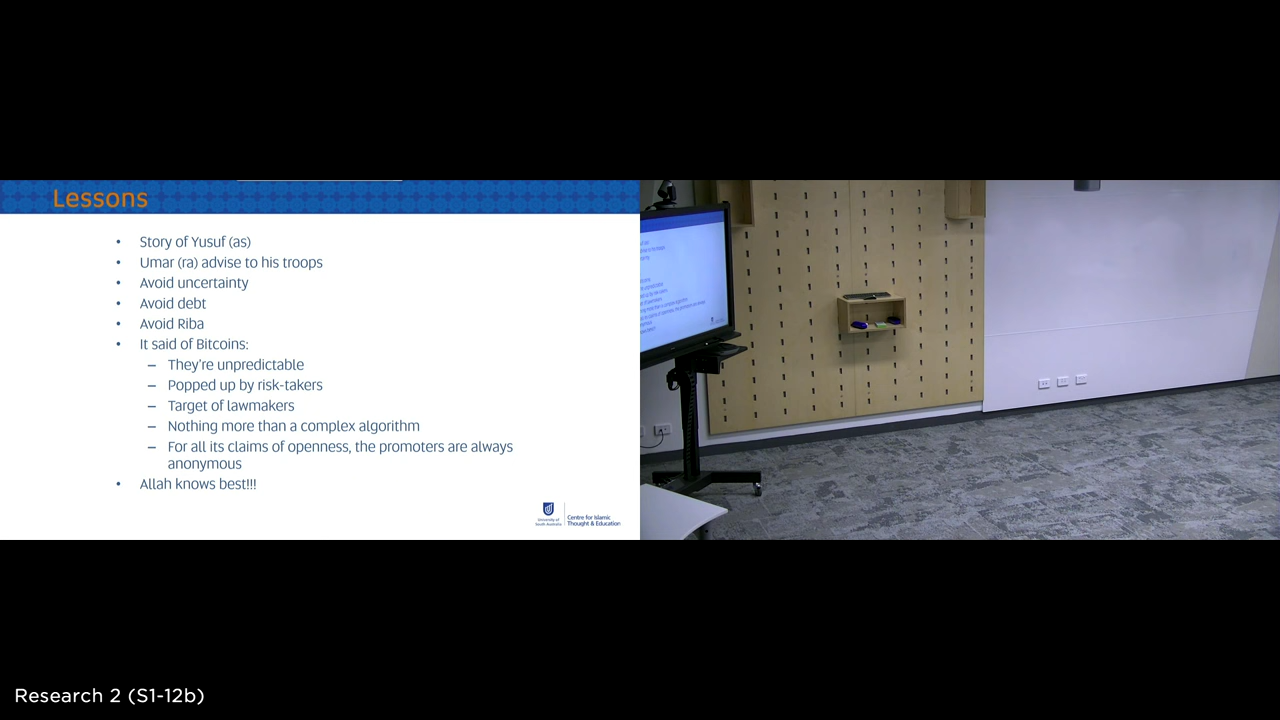 Lessons
• Story of Yusuf (as)
• Umar (ra) advise to his troops
• Avoid uncertainty
• Avoid debt
• Avoid Riba
• It said of Bitcoins:
– They're unpredictable
– Popped up by risk-takers
– Target of lawmakers
– Nothing more than a complex algorithm
– For all its claims of openness, the promoters are always
anonymous
• Allah knows best!!!
University of
South Australia
Centre for Islamic
Thought & Education
Research 2 (S1-12b)